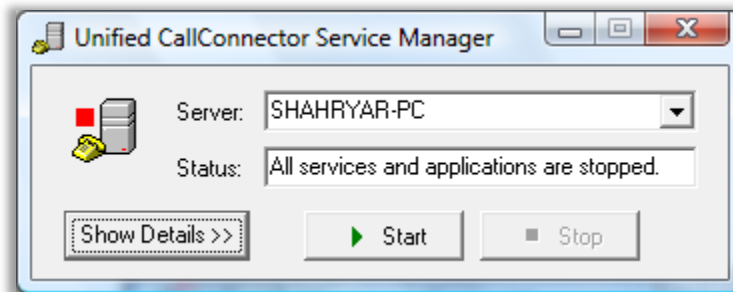 Unified CallConnector Service Manager
Server: SHAHRYAR-PC
Status: All services and applications are stopped.
Show Details >> Start Stop